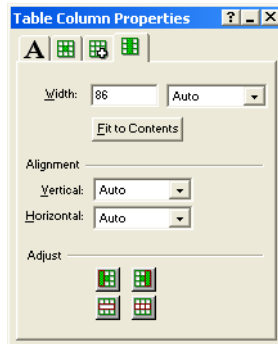 Table Column Properties
A
Width: 86 Auto
Fit to Contents
Alignment
Vertical: Auto
Horizontal: Auto
Adjust